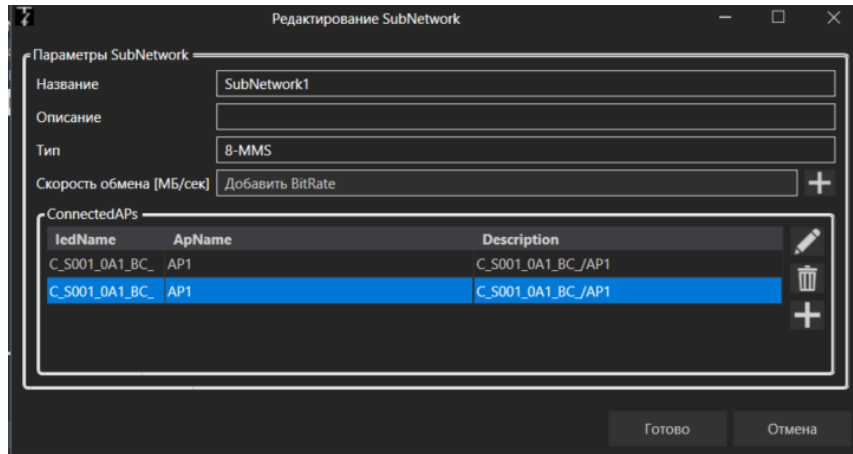 Редактирование SubNetwork
Параметры SubNetwork
Название SubNetwork1
Описание
Тип 8-MMS
Скорость обмена [МБ/сек] Добавить BitRate
ConnectedAPs
IedName ApName Description
C_S001_0A1_BC_ AP1 C_S001_0A1_BC_/AP1
C_S001_0A1_BC_ AP1 C_S001_0A1_BC_/AP1
Готово Отмена